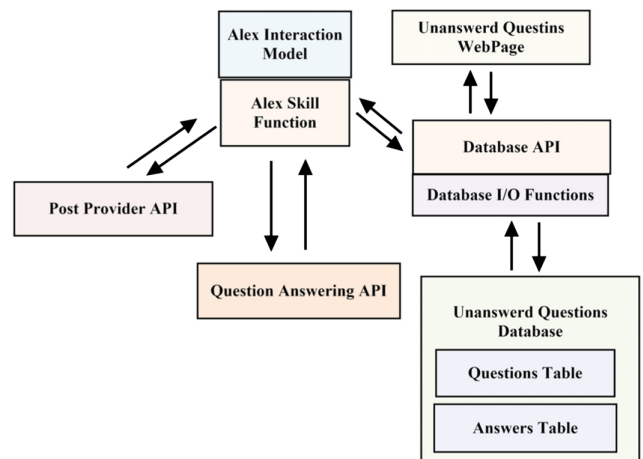 Alex Interaction
Model
Unanswerd Questins
WebPage
Alex Skill
Function
Database API
Database I/O Functions
Post Provider API
Question Answering API
Unanswerd Questions
Database
Questions Table
Answers Table